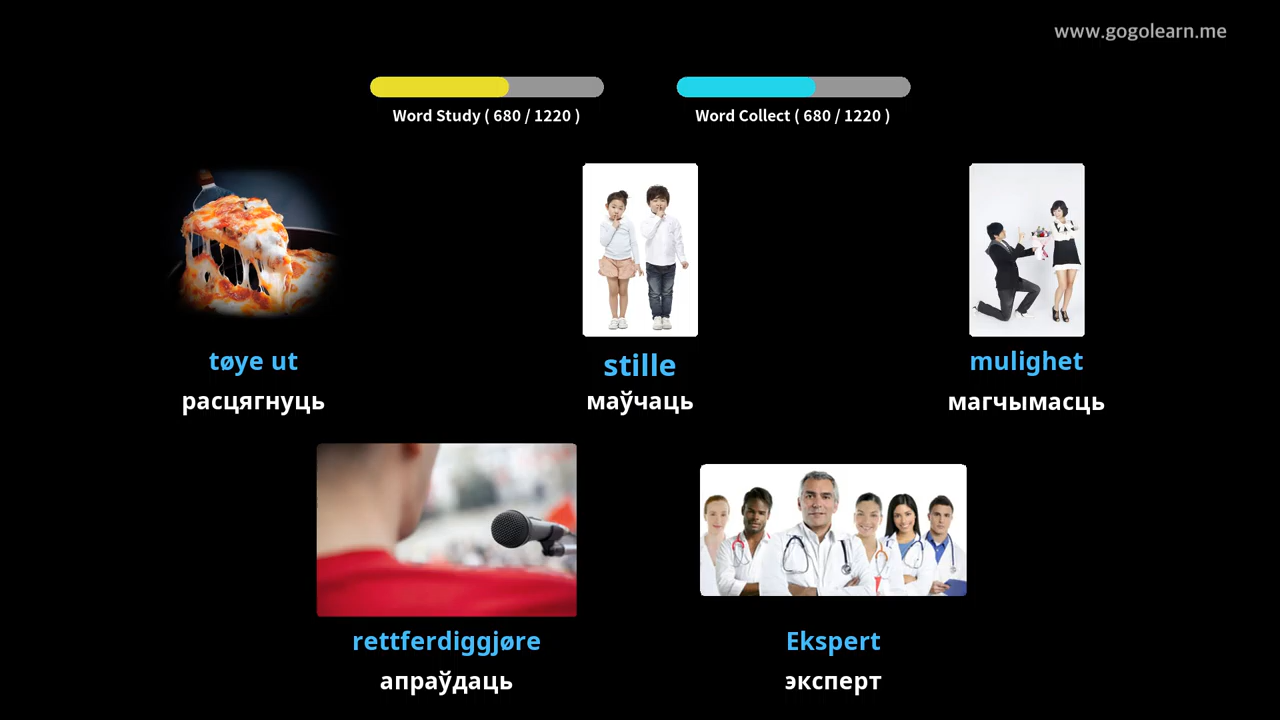 www.gogolearn.me
Word Study ( 680 / 1220 )
Word Collect ( 680 / 1220 )
tøye ut
расцягнуць
stille
маўчаць
mulighet
магчымасць
rettferdiggjøre
апраўдаць
Ekspert
эксперт